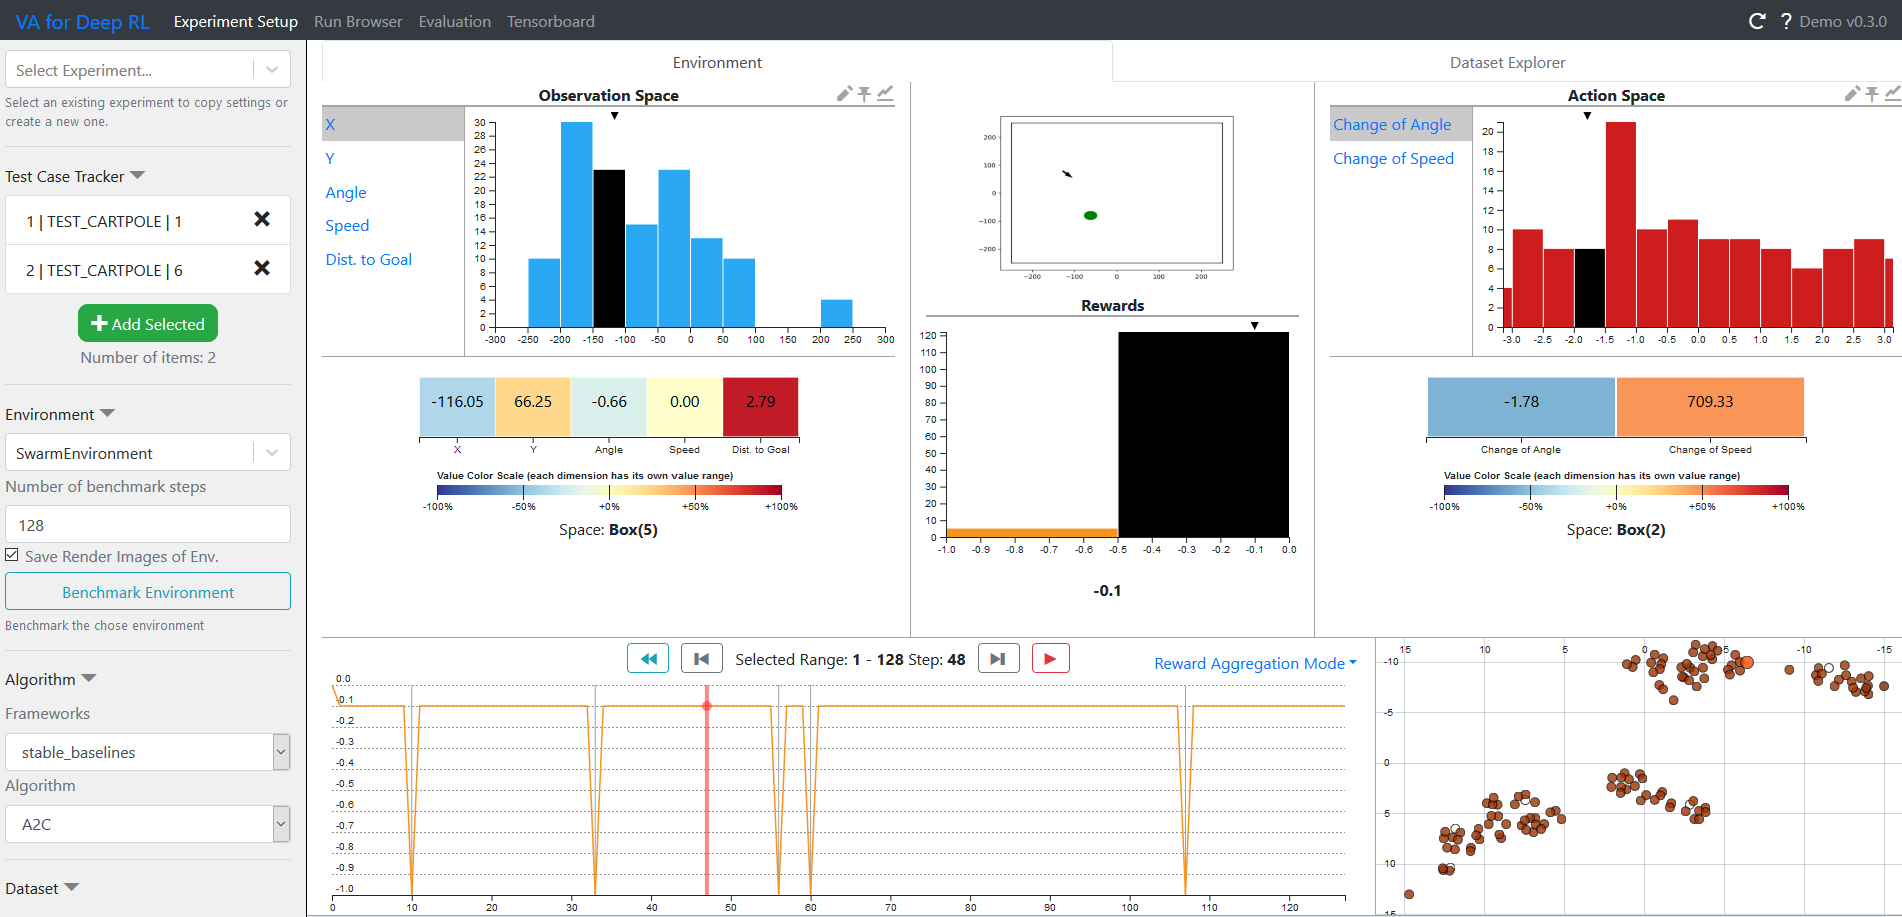 VA for Deep RL Experiment Setup Run Browser Evaluation Tensorboard ? Demo v0.3.0
Select Experiment...
Select an existing experiment to copy settings or
create a new one.
Test Case Tracker
1 | TEST_CARTPOLE | 1
2 | TEST_CARTPOLE | 6
Add Selected
Number of items: 2
Environment
SwarmEnvironment
Number of benchmark steps
128
Save Render Images of Env.
Benchmark Environment
Benchmark the chose environment
Algorithm
Frameworks
stable_baselines
Algorithm
A2C
Dataset
Environment Dataset Explorer
Observation Space
X
Y
Angle
Speed
Dist. to Goal
30
28
26
24
22
20
18
16
14
12
10
8
6
4
2
0
-300 -250 -200 -150 -100 -50 0 50 100 150 200 250 300
-116.05 66.25 -0.66 0.00 2.79
X Y Angle Speed Dist. to Goal
Value Color Scale (each dimension has its own value range)
-100% -50% +0% +50% +100%
Space: Box(5)
200
100
0
-100
-200
-200 -100 0 100 200
Rewards
120
110
100
90
80
70
60
50
40
30
20
10
0
-1.0 -0.9 -0.8 -0.7 -0.6 -0.5 -0.4 -0.3 -0.2 -0.1 0.0
-0.1
Action Space
Change of Angle
Change of Speed
20
18
16
14
12
10
8
6
4
2
0
-3.0 -2.5 -2.0 -1.5 -1.0 -0.5 0.0 0.5 1.0 1.5 2.0 2.5 3.0
-1.78 709.33
Change of Angle Change of Speed
Value Color Scale (each dimension has its own value range)
-100% -50% +0% +50% +100%
Space: Box(2)
Selected Range: 1 - 128 Step: 48
Reward Aggregation Mode
0.0
-0.1
-0.2
-0.3
-0.4
-0.5
-0.6
-0.7
-0.8
-0.9
-1.0
0 10 20 30 40 50 60 70 80 90 100 110 120
15 10 5 0 -5 -10 -15
-10
-5
0
5
10
15